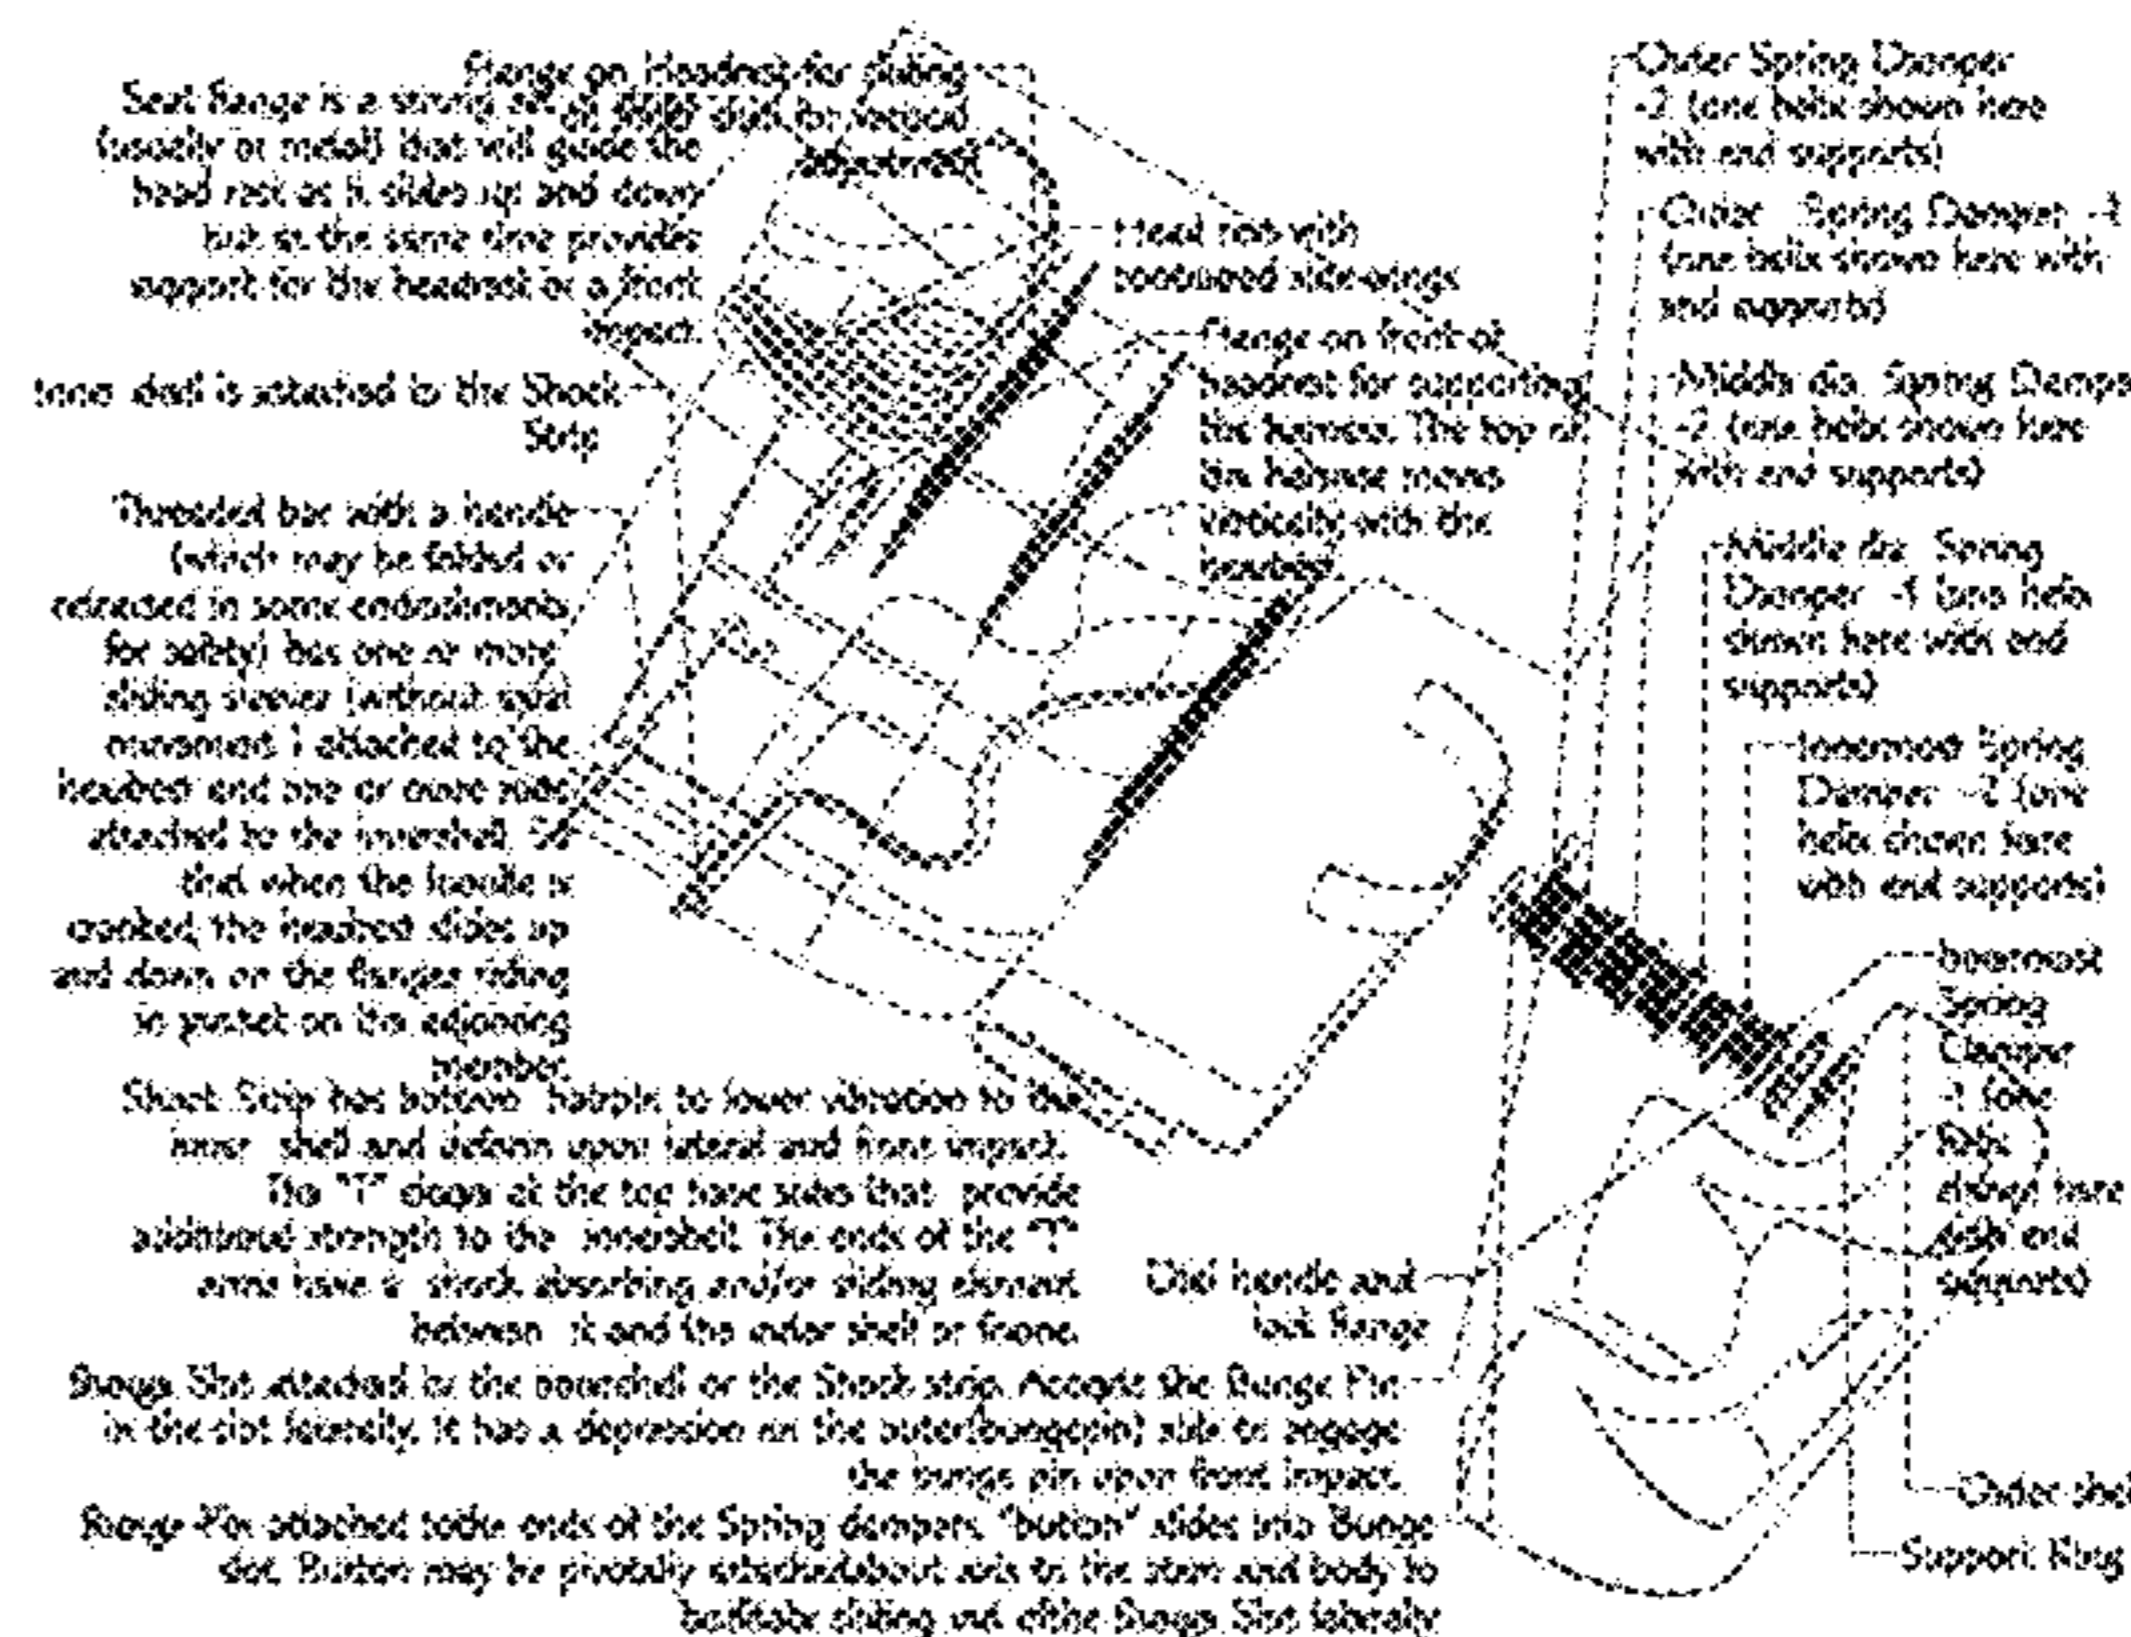 Flange on Headrest for sliding
on inner shell for vertical
adjustment
Seat flange is a strong set of
(usually of metal) that will guide the
head rest as it slides up and down
but at the same time provides
support for the headrest in a front
impact.
Inner shell is attached to the Shock
Strip
Threaded bar with a handle
(which may be folded or
retracted in some embodiments
for safety) has one or more
sliding sleeves (without axial
movement) attached to the
headrest and one or more nuts
attached to the innershell. So
that when the handle is
cranked, the headrest slides up
and down on the flanges riding
in on the adjoining
member.
Shock Strip has bottom to lower vibration to the
inner shell and deform upon lateral and front impact.
The "T" at the top have that provide
additional strength to the innershell. The ends of the "T"
arms have a shock absorbing and/or sliding element
between it and the outer shell or frame.
Bunge Slot attached to the innershell or the Shock strip. Accepts the Bunge Pin
in the slot laterally. It has a depression on the outer(bungepin) side to engage
the bunge pin upon front impact.
Bunge Pin attached to the ends of the Spring dampers. "button" slides into Bunge
slot. Button may be pivotally attached about axis to the stem and body to
facilitate sliding out of the Bunge Slot laterally
Head rest with
contoured side-wings
Flange on front of
headrest for supporting
the harness. The top of
the harness moves
vertically with the
headrest
Outer Spring Damper
-2 (one helix shown here
with end supports)
Outer Spring Damper -1
(one helix shown here with
end supports)
Middle dia. Spring Dampe
-2 (one helix shown here
with end supports)
Middle dia. Spring
Damper -1 (one helix
shown here with end
supports)
Innermost Spring
Damper -2 (one
helix shown here
with end supports)
Innermost
Spring
Damper
-1 (one
helix
shown here
with end
supports)
Dial handle and
lock flange
Outer shel
Support Ring